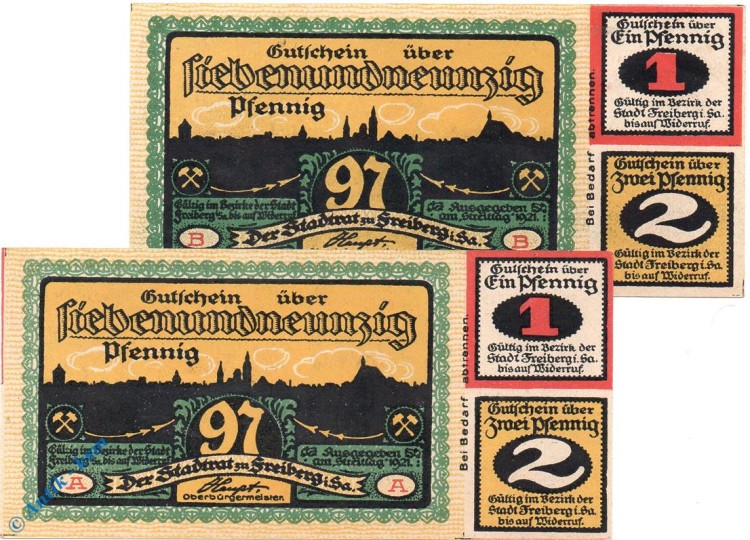 Gutschein über
siebenundneunzig
Pfennig
97
Gültig im Bezirke der Stadt
Freiberg i. Sa. bis auf Widerruf.
Ausgegeben
am Streittag 1921.
Der Stadtrat zu Freiberg i. Sa.
B
B
Bei Bedarf abtrennen.
Gutschein über
Ein Pfennig
1
Gültig im Bezirk der
Stadt Freiberg i. Sa.
bis auf Widerruf.
Gutschein über
Zwei Pfennig
2
Gültig im Bezirk der
Stadt Freiberg i. Sa.
bis auf Widerruf.
Gutschein über
siebenundneunzig
Pfennig
97
Gültig im Bezirke der Stadt
Freiberg i. Sa. bis auf Widerruf.
Ausgegeben
am Streittag 1921.
Der Stadtrat zu Freiberg i. Sa.
A
A
Oberbürgermeister.
Bei Bedarf abtrennen.
Gutschein über
Ein Pfennig
1
Gültig im Bezirk der
Stadt Freiberg i. Sa.
bis auf Widerruf.
Gutschein über
Zwei Pfennig
2
Gültig im Bezirk der
Stadt Freiberg i. Sa.
bis auf Widerruf.